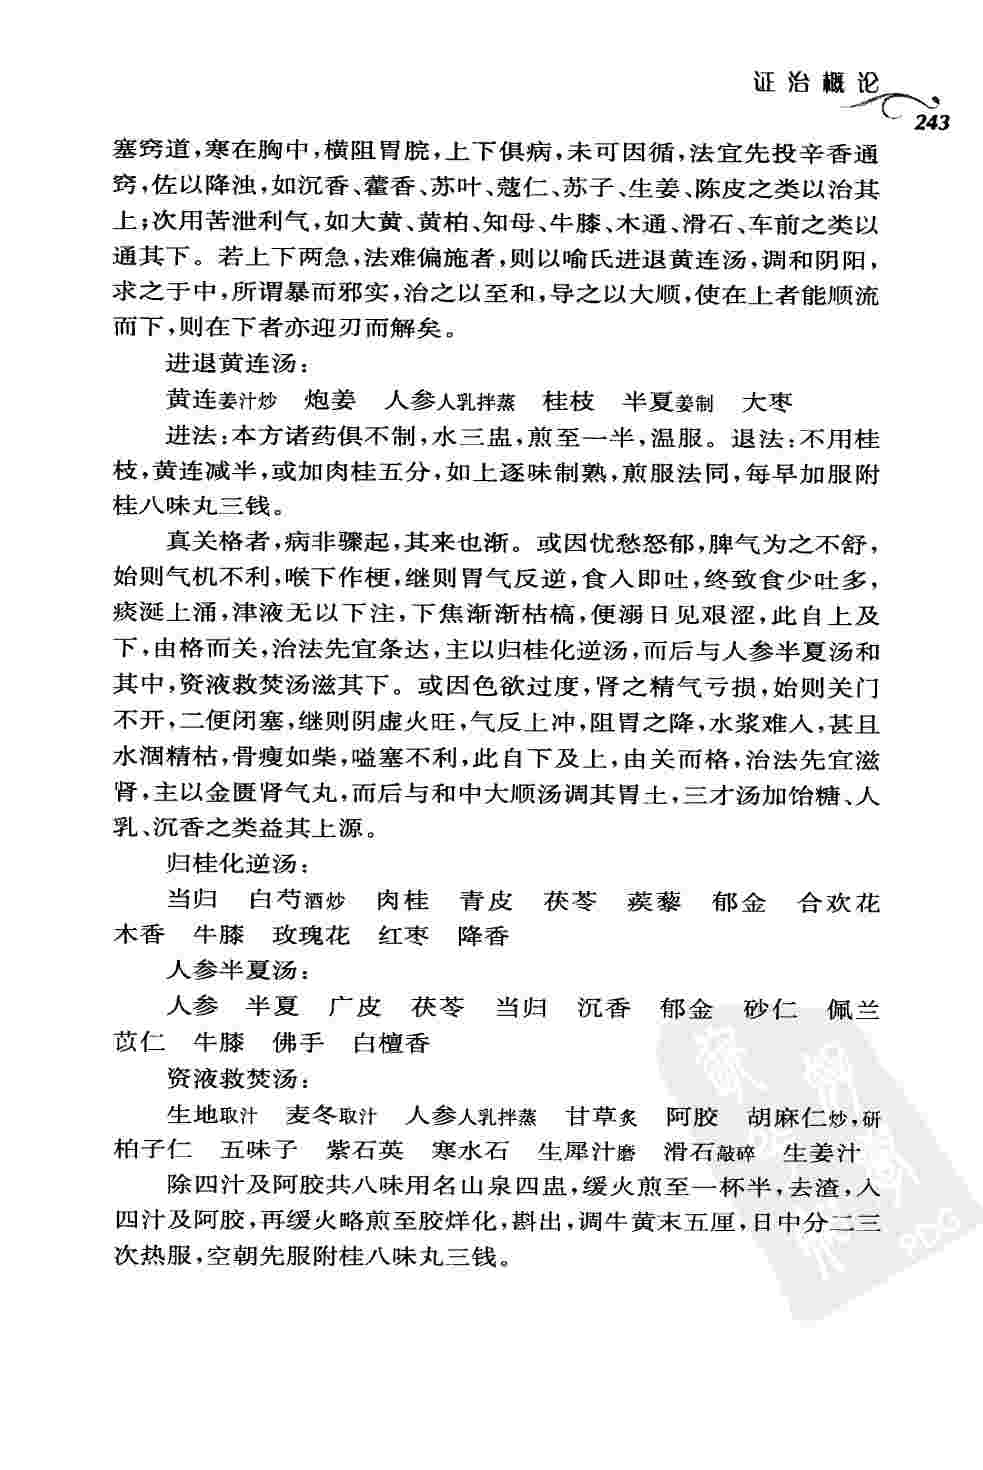 证治概论
243
塞窍道，寒在胸中，横阻胃脘，上下俱病，未可因循，法宜先投辛香通
窍，佐以降浊，如沉香、藿香、苏叶、蔻仁、苏子、生姜、陈皮之类以治其
上；次用苦泄利气，如大黄、黄柏、知母、牛膝、木通、滑石、车前之类以
通其下。若上下两急，法难偏施者，则以喻氏进退黄连汤，调和阴阳，
求之于中，所谓暴而邪实，治之以至和，导之以大顺，使在上者能顺流
而下，则在下者亦迎刃而解矣。
进退黄连汤：
黄连姜汁炒 炮姜 人参人乳拌蒸 桂枝 半夏姜制 大枣
进法：本方诸药俱不制，水三盅，煎至一半，温服。退法：不用桂
枝，黄连减半，或加肉桂五分，如上逐味制熟，煎服法同，每早加服附
桂八味丸三钱。
真关格者，病非骤起，其来也渐。或因忧愁怒郁，脾气为之不舒，
始则气机不利，喉下作梗，继则胃气反逆，食入即吐，终致食少吐多，
痰涎上涌，津液无以下注，下焦渐渐枯槁，便溺日见艰涩，此自上及
下，由格而关，治法先宜条达，主以归桂化逆汤，而后与人参半夏汤和
其中，资液救焚汤滋其下。或因色欲过度，肾之精气亏损，始则关门
不开，二便闭塞，继则阴虚火旺，气反上冲，阻胃之降，水浆难入，甚且
水涸精枯，骨瘦如柴，嗌塞不利，此自下及上，由关而格，治法先宜滋
肾，主以金匮肾气丸，而后与和中大顺汤调其胃土，三才汤加饴糖、人
乳、沉香之类益其上源。
归桂化逆汤：
当归 白芍酒炒 肉桂 青皮 茯苓 蒺藜 郁金 合欢花
木香 牛膝 玫瑰花 红枣 降香
人参半夏汤：
人参 半夏 广皮 茯苓 当归 沉香 郁金 砂仁 佩兰
苡仁 牛膝 佛手 白檀香
资液救焚汤：
生地取汁 麦冬取汁 人参人乳拌蒸 甘草炙 阿胶 胡麻仁炒，研
柏子仁 五味子 紫石英 寒水石 生犀汁磨 滑石敲碎 生姜汁
除四汁及阿胶共八味用名山泉四盅，缓火煎至一杯半，去渣，入
四汁及阿胶，再缓火略煎至胶烊化，斟出，调牛黄末五厘，日中分二三
次热服，空朝先服附桂八味丸三钱。
PDG